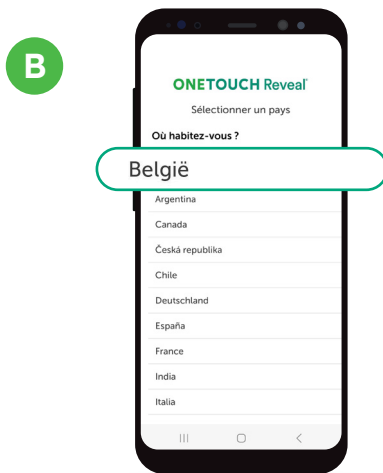 B
ONETOUCH Reveal®
Sélectionner un pays
Où habitez-vous ?
België
Argentina
Canada
Česká republika
Chile
Deutschland
España
France
India
Italia